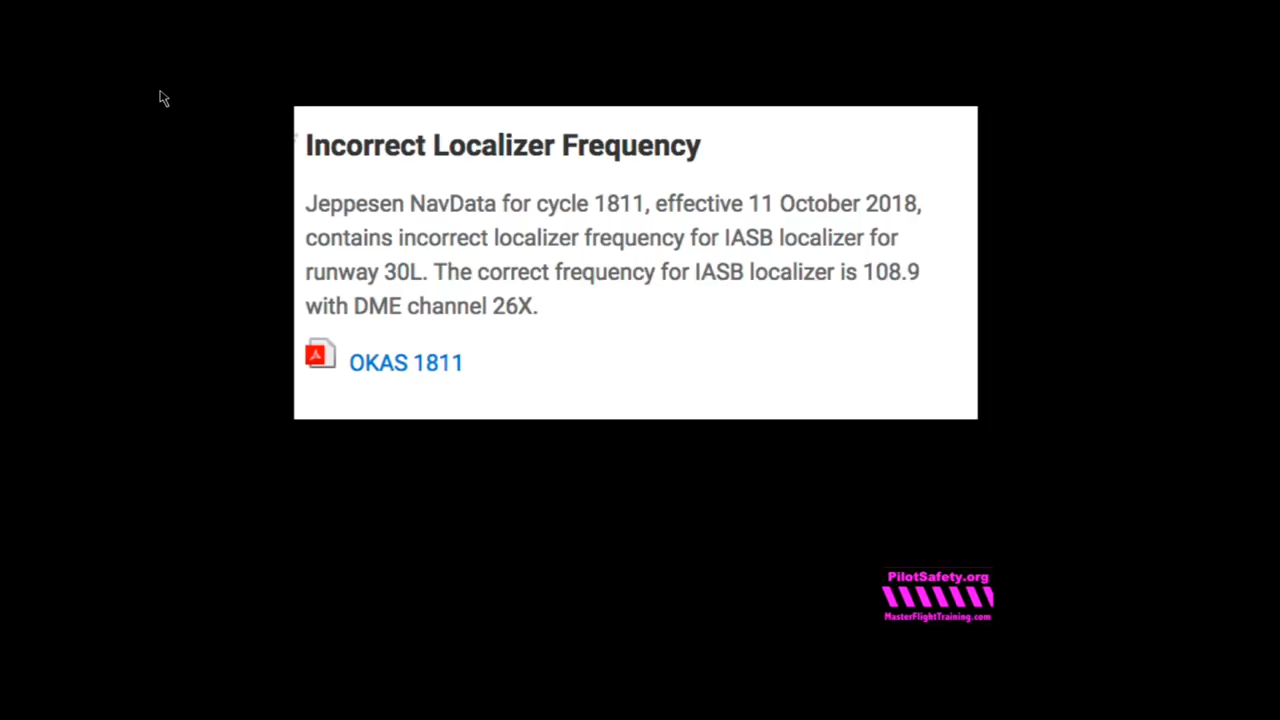 Incorrect Localizer Frequency
Jeppesen NavData for cycle 1811, effective 11 October 2018,
contains incorrect localizer frequency for IASB localizer for
runway 30L. The correct frequency for IASB localizer is 108.9
with DME channel 26X.
OKAS 1811
PilotSafety.org
MasterFlightTraining.com